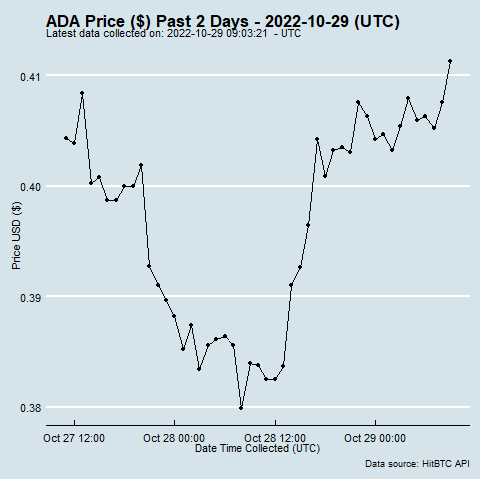 ADA Price ($) Past 2 Days - 2022-10-29 (UTC)
Latest data collected on: 2022-10-29 09:03:21  - UTC
0.41
0.40
0.39
0.38
Price USD ($)
Oct 27 12:00
Oct 28 00:00
Oct 28 12:00
Oct 29 00:00
Date Time Collected (UTC)
Data source: HitBTC API